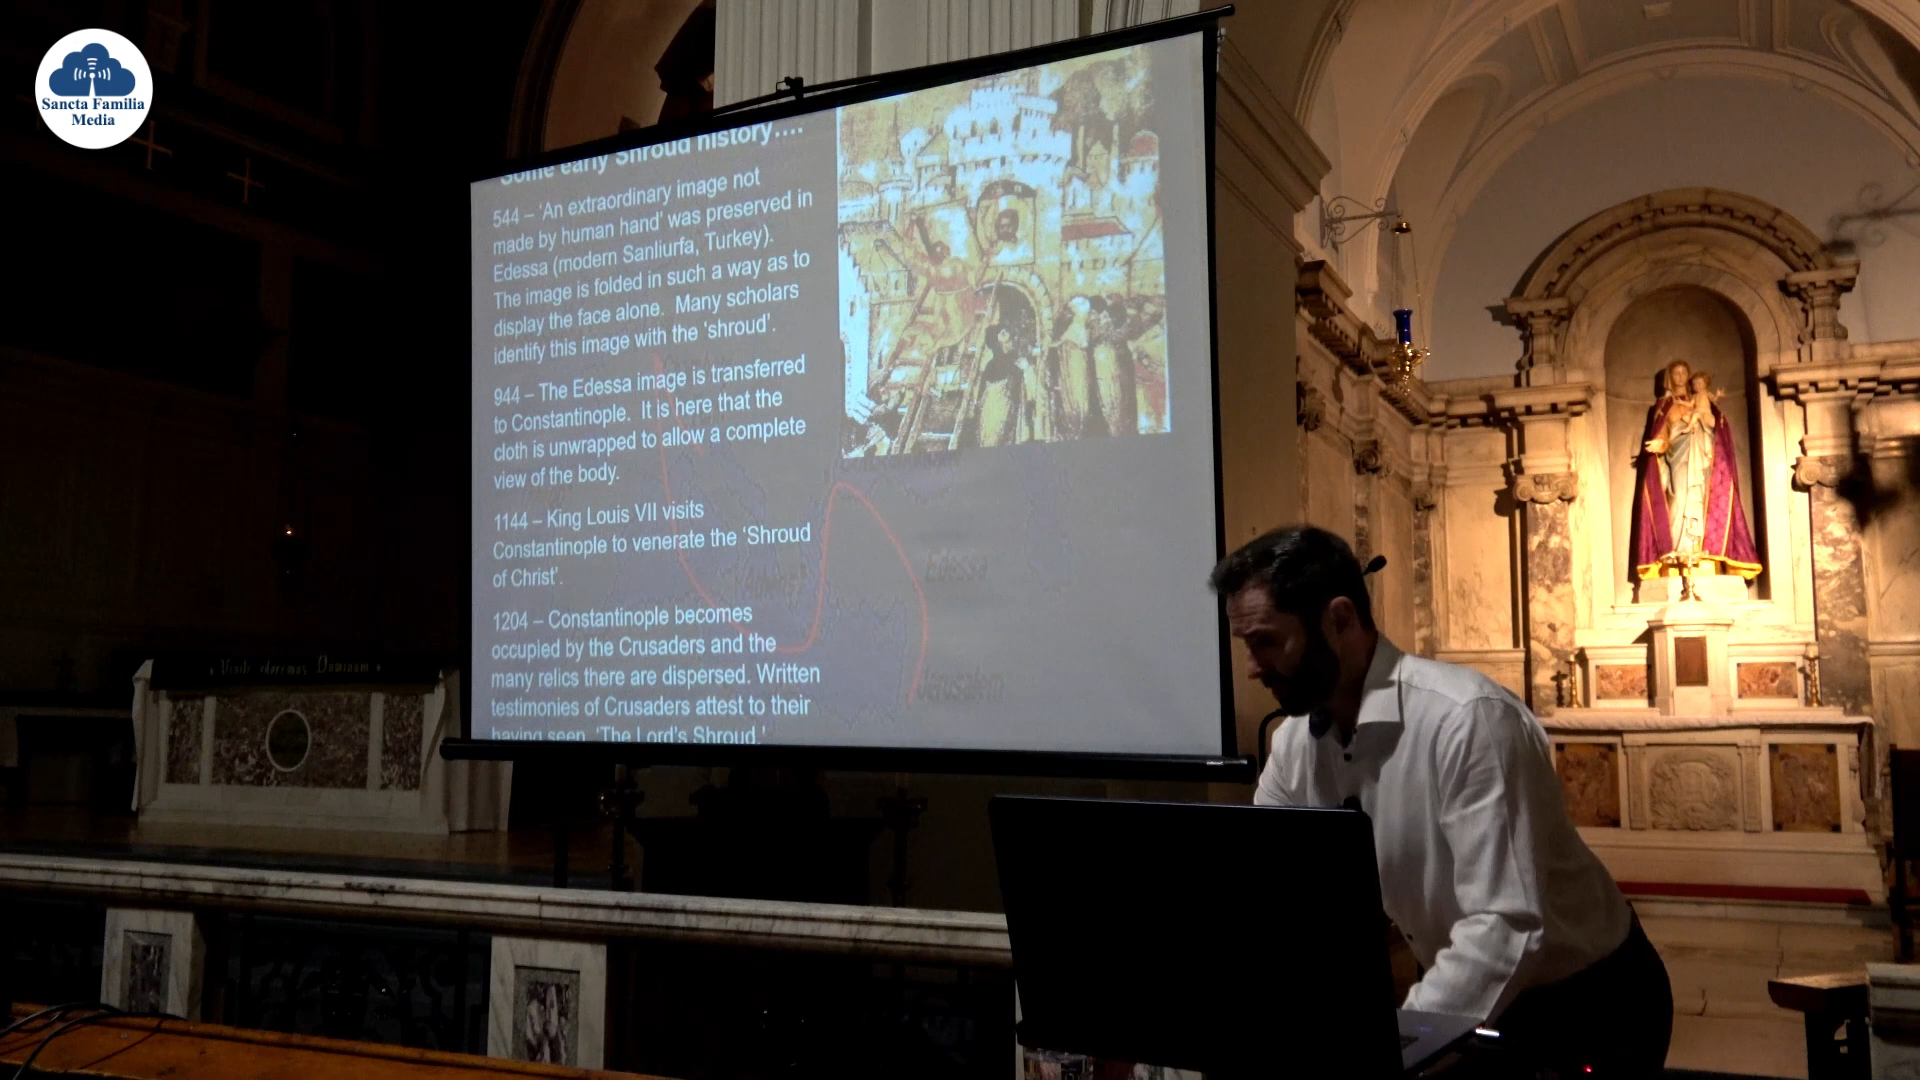 Sancta Familia
Media
Some early Shroud history….
544 – ‘An extraordinary image not
made by human hand’ was preserved in
Edessa (modern Sanliurfa, Turkey).
The image is folded in such a way as to
display the face alone.  Many scholars
identify this image with the ‘shroud’.
944 – The Edessa image is transferred
to Constantinople.  It is here that the
cloth is unwrapped to allow a complete
view of the body.
1144 – King Louis VII visits
Constantinople to venerate the ‘Shroud
of Christ’.
1204 – Constantinople becomes
occupied by the Crusaders and the
many relics there are dispersed. Written
testimonies of Crusaders attest to their
having seen, ‘The Lord’s Shroud.’
Athens
Edessa
Jerusalem
Venite adoremus Dominum